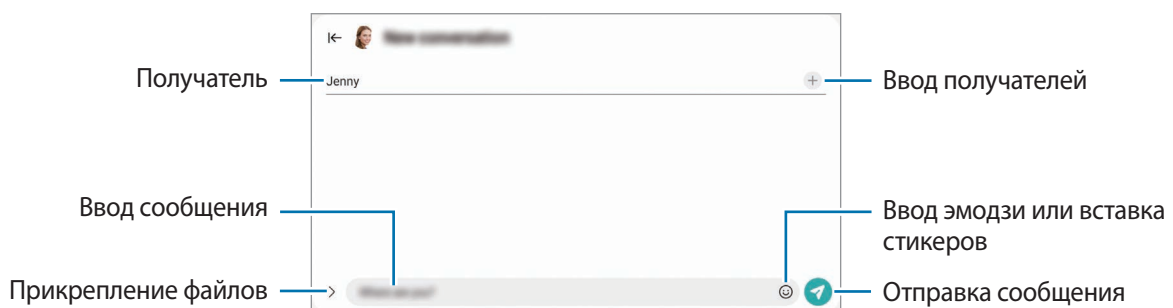 Получатель
Jenny
Ввод получателей
Ввод сообщения
Ввод эмодзи или вставка
стикеров
Прикрепление файлов
Отправка сообщения